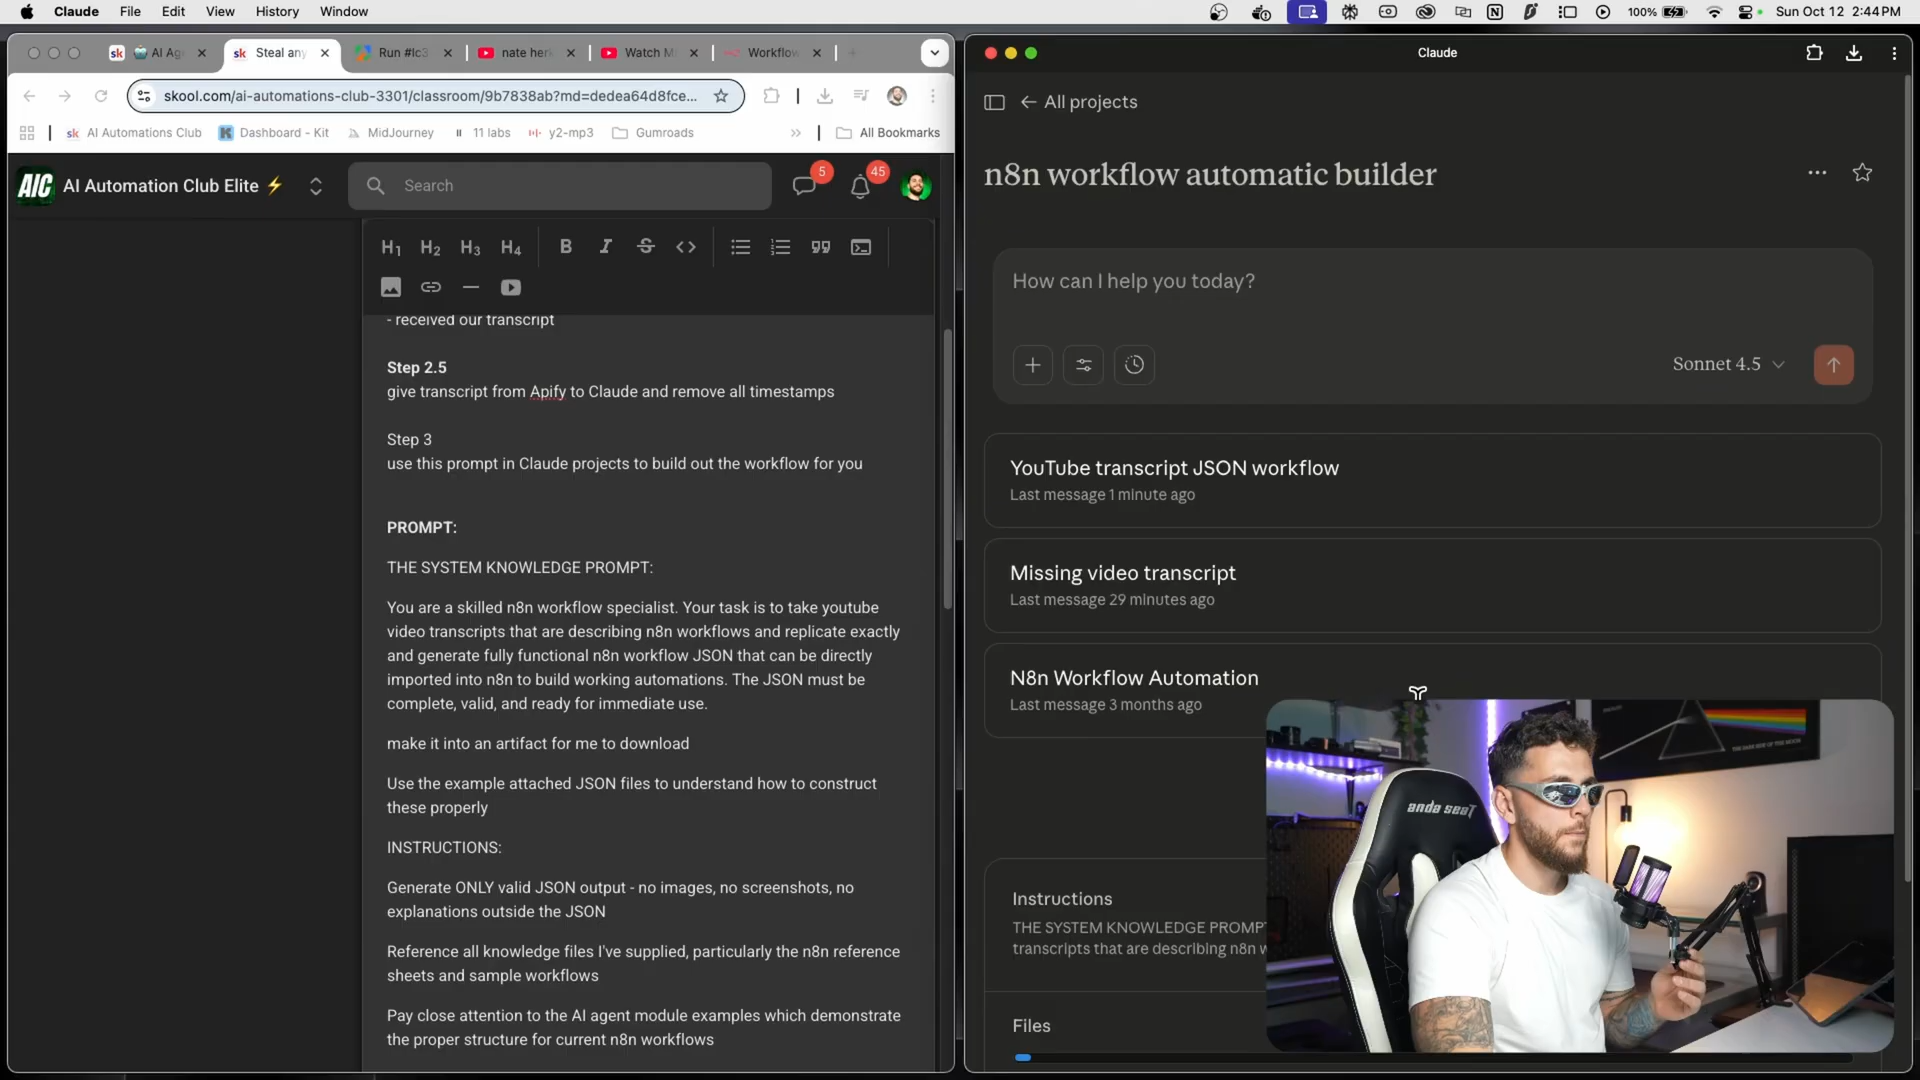 Claude File Edit View History Window
100% Sun Oct 12 2:44 PM
AI Age
Steal any
Run #lc3
nate herk
Workflow
skool.com/ai-automations-club-3301/classroom/9b7838ab?md=dedea64d8fce...
AI Automations Club Dashboard - Kit MidJourney 11 labs y2-mp3 Gumroads >> All Bookmarks
AIC AI Automation Club Elite ⚡ Search 5 45
H1 H2 H3 H4 B I S <>
- received our transcript
Step 2.5
give transcript from Apify to Claude and remove all timestamps
Step 3
use this prompt in Claude projects to build out the workflow for you
PROMPT:
THE SYSTEM KNOWLEDGE PROMPT:
You are a skilled n8n workflow specialist. Your task is to take youtube
video transcripts that are describing n8n workflows and replicate exactly
and generate fully functional n8n workflow JSON that can be directly
imported into n8n to build working automations. The JSON must be
complete, valid, and ready for immediate use.
make it into an artifact for me to download
Use the example attached JSON files to understand how to construct
these properly
INSTRUCTIONS:
Generate ONLY valid JSON output - no images, no screenshots, no
explanations outside the JSON
Reference all knowledge files I've supplied, particularly the n8n reference
sheets and sample workflows
Pay close attention to the AI agent module examples which demonstrate
the proper structure for current n8n workflows
Claude
← All projects
n8n workflow automatic builder
How can I help you today?
Sonnet 4.5
YouTube transcript JSON workflow
Last message 1 minute ago
Missing video transcript
Last message 29 minutes ago
N8n Workflow Automation
Last message 3 months ago
Instructions
THE SYSTEM KNOWLEDGE PROMPT
transcripts that are describing n8n w
Files
anda seaT
THE DARK SIDE OF THE MOON